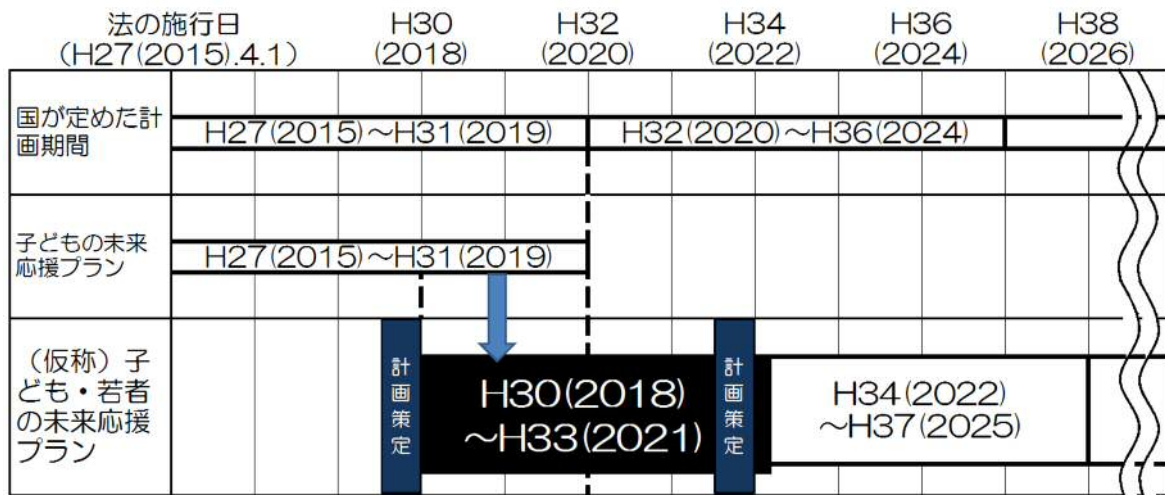 法の施行日
(H27(2015).4.1)
H30
(2018)
H32
(2020)
H34
(2022)
H36
(2024)
H38
(2026)
国が定めた計
画期間
H27(2015)～H31(2019)
H32(2020)～H36(2024)
子どもの未来
応援プラン
H27(2015)～H31(2019)
（仮称）子
ども・若者
の未来応援
プラン
計画策定
H30(2018)
～H33(2021)
計画策定
H34(2022)
～H37(2025)